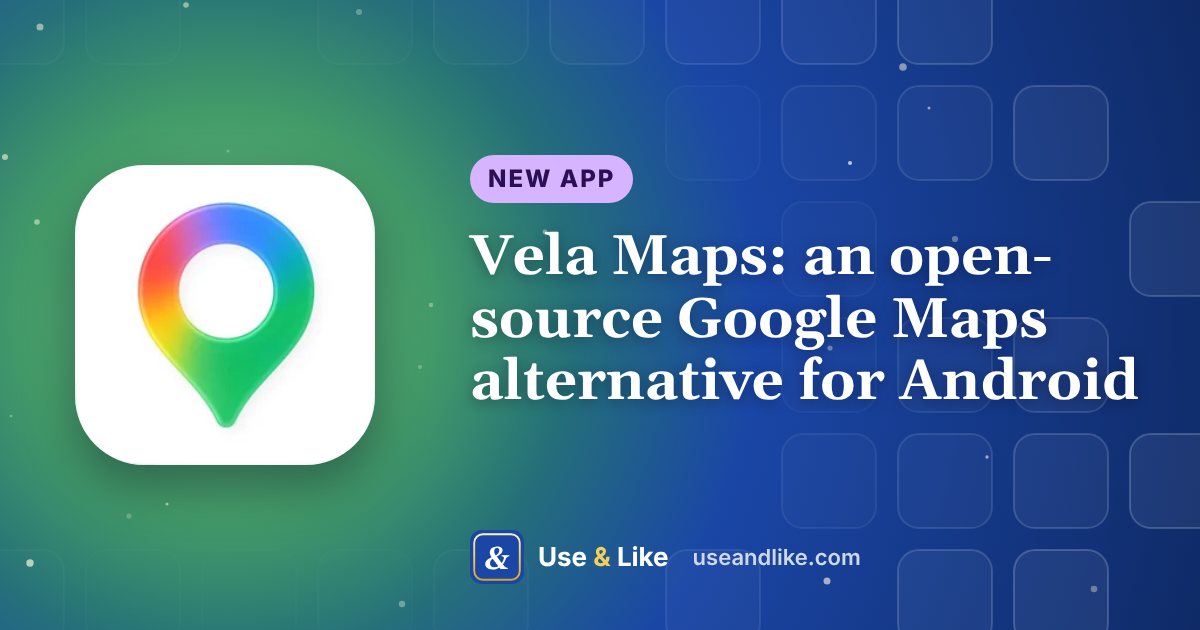 NEW APP
Vela Maps: an open-
source Google Maps
alternative for Android
& Use & Like useandlike.com